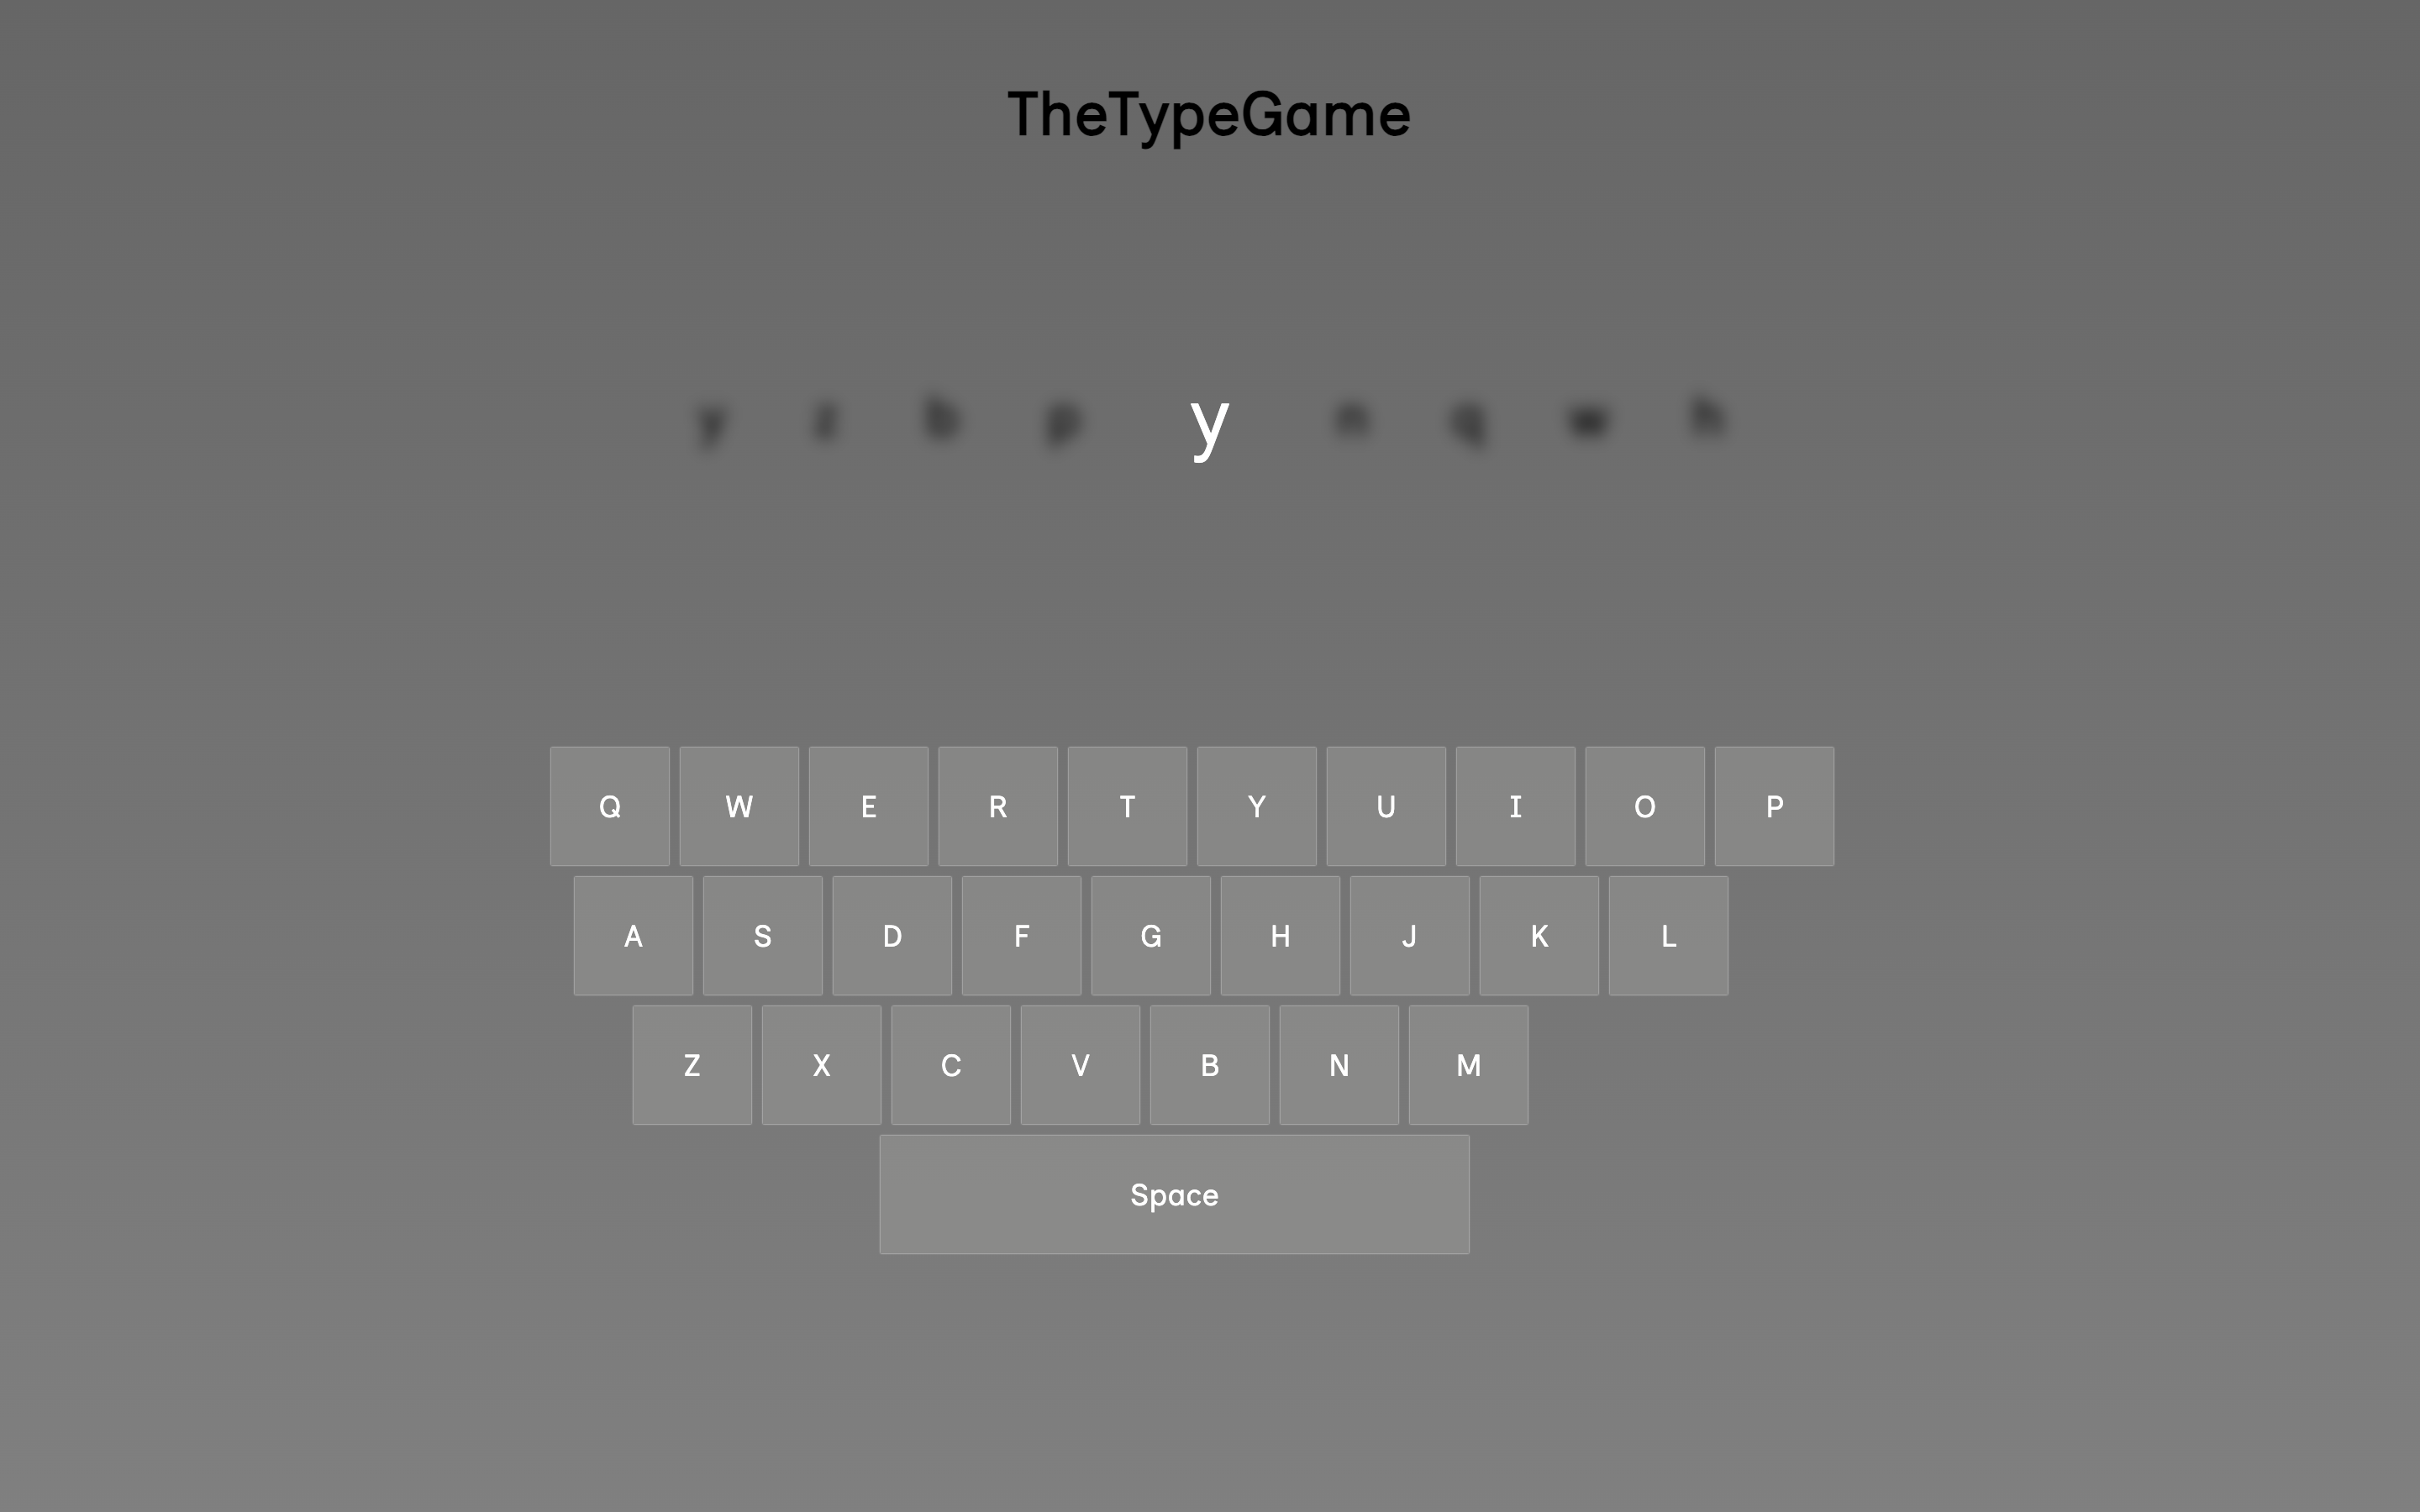 TheTypeGame
y b p y n q w h
Q W E R T Y U I O P
A S D F G H J K L
Z X C V B N M
Space